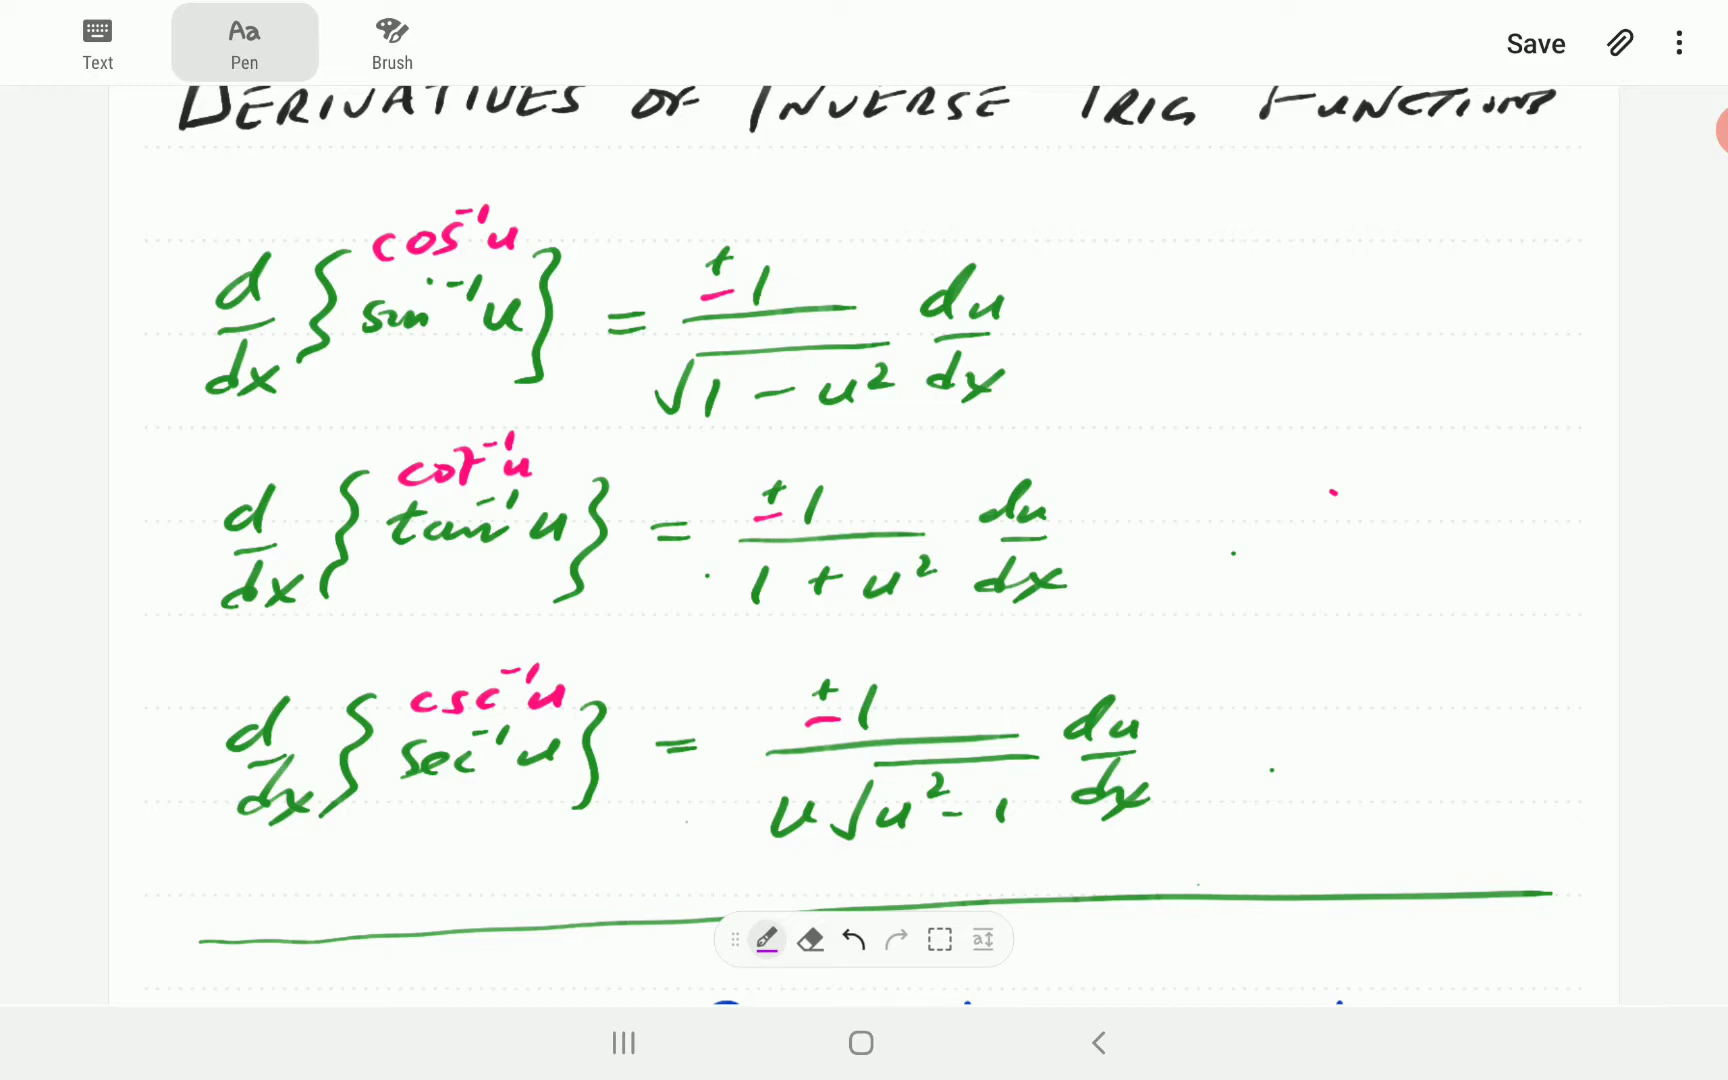 Text Pen Brush Save
DERIVATIVES OF INVERSE TRIG FUNCTIONS
d/dx { cos⁻¹u sin⁻¹u } = ±1/√(1 - u²) du/dx
d/dx { cot⁻¹u tan⁻¹u } = ±1/(1 + u²) du/dx
d/dx { csc⁻¹u sec⁻¹u } = ±1/(u√(u² - 1)) du/dx